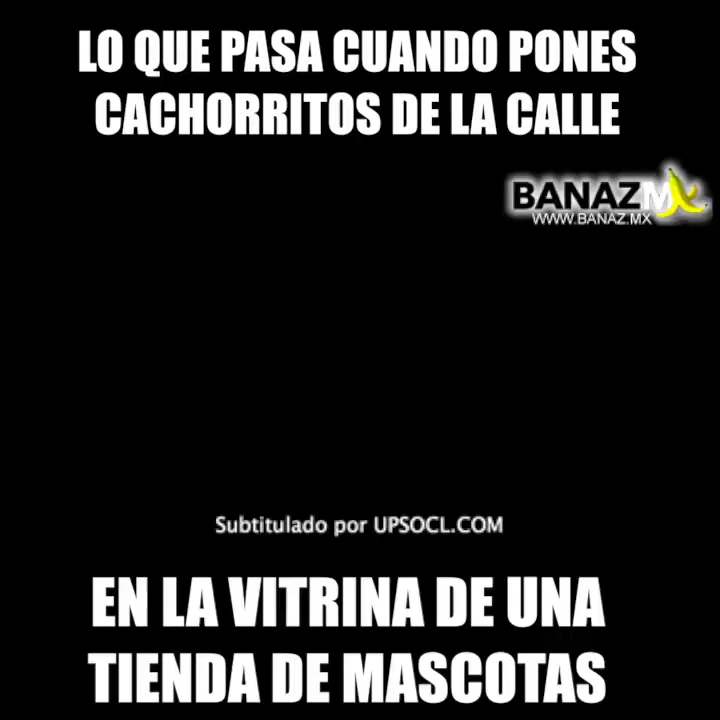 LO QUE PASA CUANDO PONES
CACHORRITOS DE LA CALLE
BANAZMX
WWW.BANAZ.MX
Subtitulado por UPSOCL.COM
EN LA VITRINA DE UNA
TIENDA DE MASCOTAS